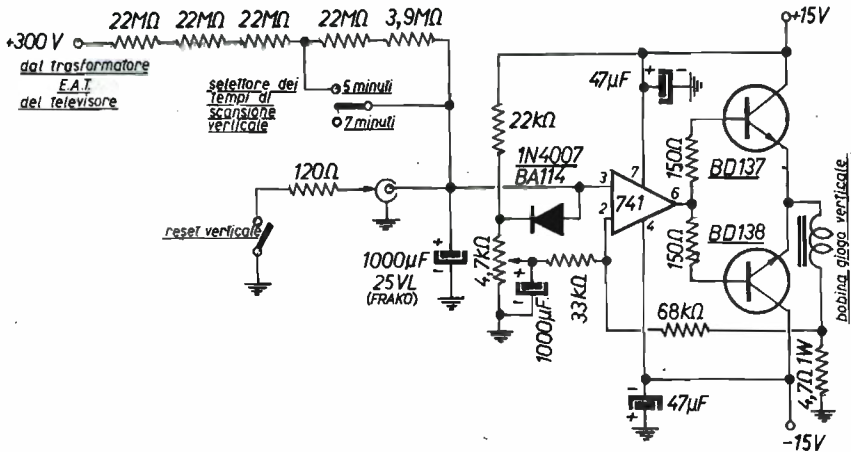 22MΩ 22MΩ 22MΩ 22MΩ 3,9MΩ
+15V
+300 V
dal trasformatore
E.A.T.
del televisore
selettore dei
tempi di
scansione
verticale
5 minuti
7 minuti
47µF
+ -
22kΩ
1N4007
BA114
150Ω
BD137
120Ω
3
7
741
6
2
4
reset verticale
BD138
150Ω
bobina giogo verticale
+
1000µF
-
25VL
(FRAKO)
4,7kΩ
+
-
1000µF
33kΩ
68kΩ
4,7Ω 1W
-
+
47µF
-15V